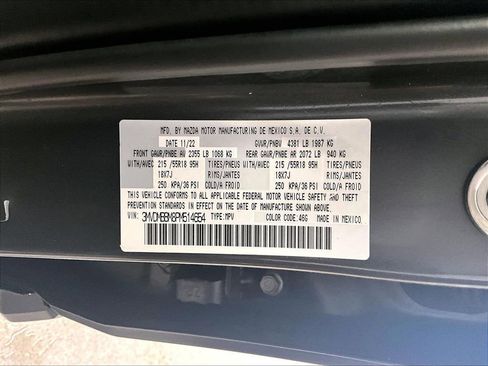 MFD. BY MAZDA MOTOR MANUFACTURING DE MEXICO S.A. DE C.V.
DATE 11/22 GVWR/PNBV 4381 LB 1987 KG
FRONT GAWR/PNBE AV 2355 LB 1068 KG REAR GAWR/PNBE AR 2072 LB 940 KG
WITH/AVEC 215 /55R18 95H TIRES/PNEUS WITH/AVEC 215 /55R18 95H TIRES/PNEUS
18X7J RIMS/JANTES 18X7J RIMS/JANTES
250 KPA/36 PSI COLD/A FROID 250 KPA/36 PSI COLD/A FROID
THIS VEHICLE CONFORMS TO ALL APPLICABLE FEDERAL MOTOR VEHICLE SAFETY, BUMPER, AND THEFT
PREVENTION STANDARDS IN EFFECT ON THE DATE OF MANUFACTURE SHOWN ABOVE.
VIN: 3MVDMBBM8PM514664 TYPE: MPV COLOR CODE: 46G MADE IN MEXICO.